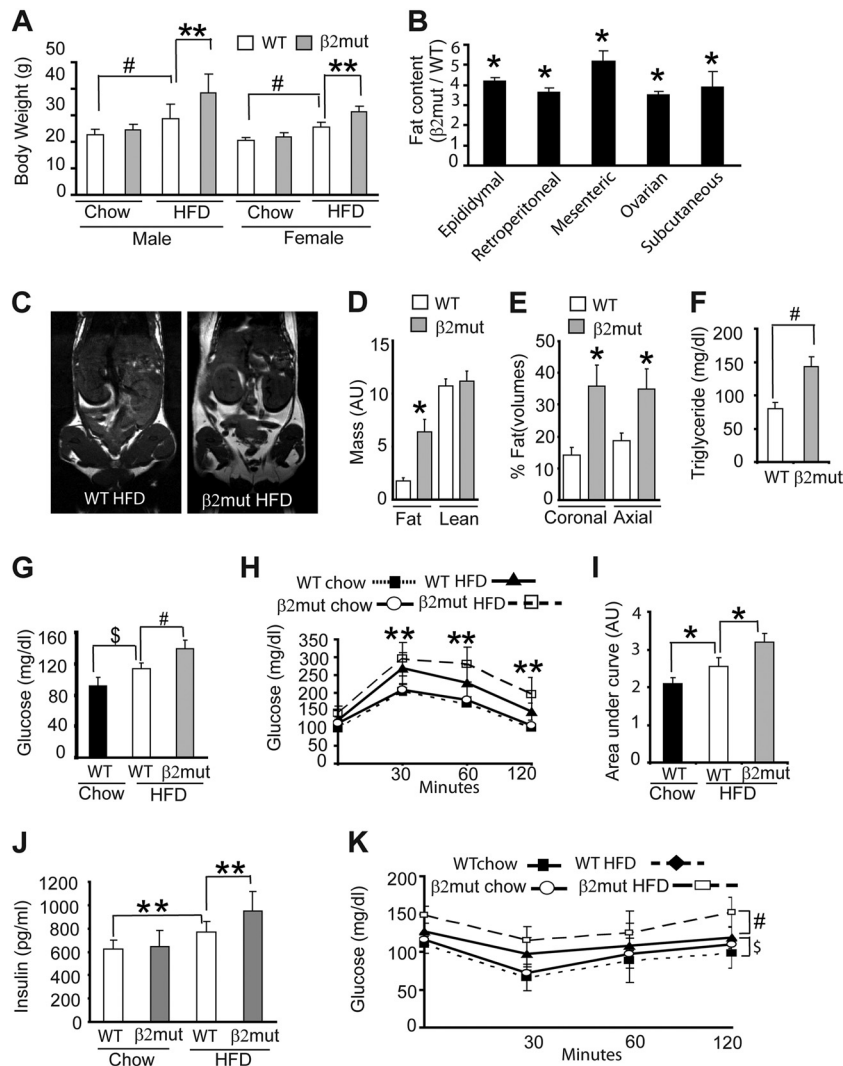 A
WT β2mut
**
**
#
#
Body Weight (g)
60
50
40
30
20
10
0
Chow HFD Chow HFD
Male Female
B
Fat content
(β2mut / WT)
6
5
4
3
2
1
0
* * * * *
Epididymal
Retroperitoneal
Mesenteric
Ovarian
Subcutaneous
C
WT HFD
β2mut HFD
D
WT
β2mut
Mass (AU)
15
10
5
0
*
Fat Lean
E
WT
β2mut
% Fat(volumes)
50
40
30
20
10
0
* *
Coronal Axial
F
Triglyceride (mg/dl)
200
150
100
50
0
#
WT β2mut
G
Glucose (mg/dl)
160
120
80
40
0
$ #
WT WT β2mut
Chow HFD
H
WT chow WT HFD
β2mut chow β2mut HFD
Glucose (mg/dl)
350
300
250
200
150
100
50
0
** ** **
30 60 120
Minutes
I
Area under curve (AU)
4
3
2
1
0
* *
WT WT β2mut
Chow HFD
J
Insulin (pg/ml)
1200
1000
800
600
400
200
0
** **
WT β2mut WT β2mut
Chow HFD
K
WTchow WT HFD
β2mut chow β2mut HFD
Glucose (mg/dl)
200
150
100
50
0
#
$
30 60 120
Minutes